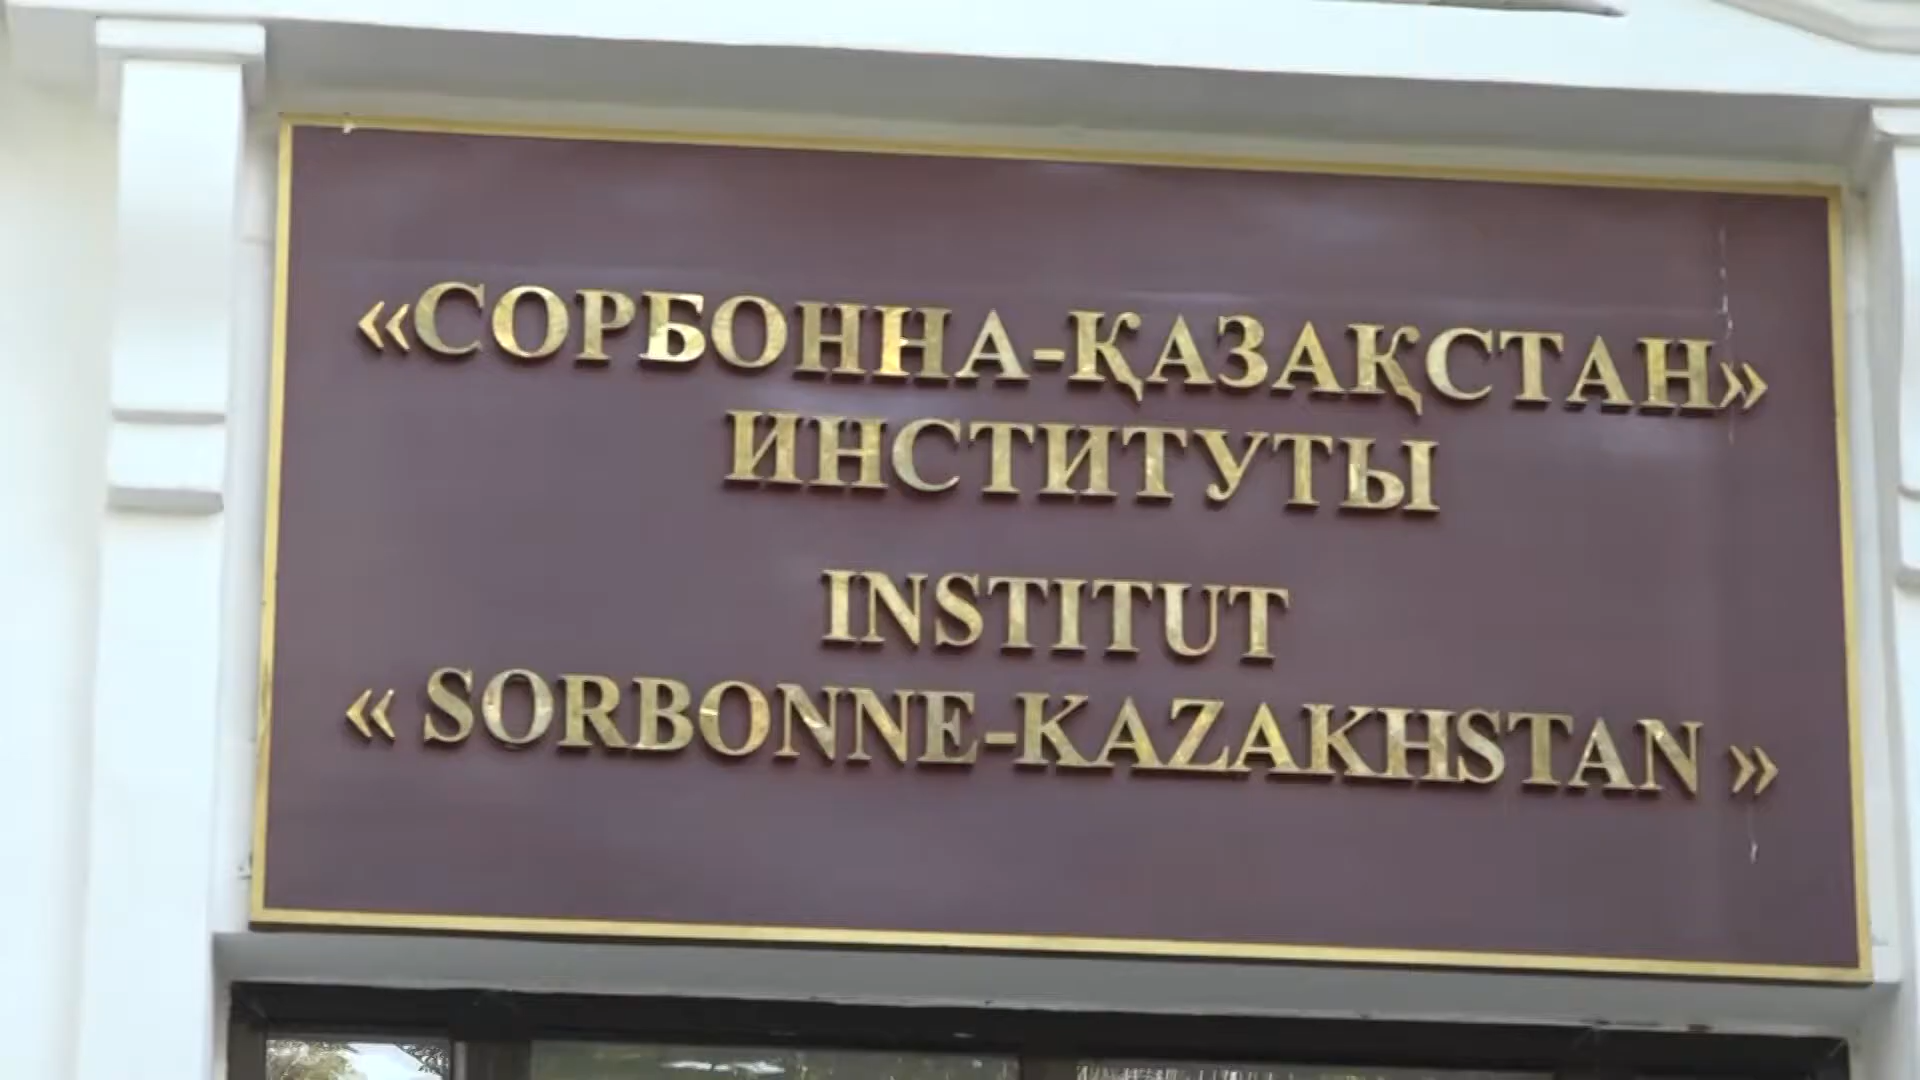 «СОРБОННА-ҚАЗАҚСТАН»
ИНСТИТУТЫ
INSTITUT
« SORBONNE-KAZAKHSTAN »